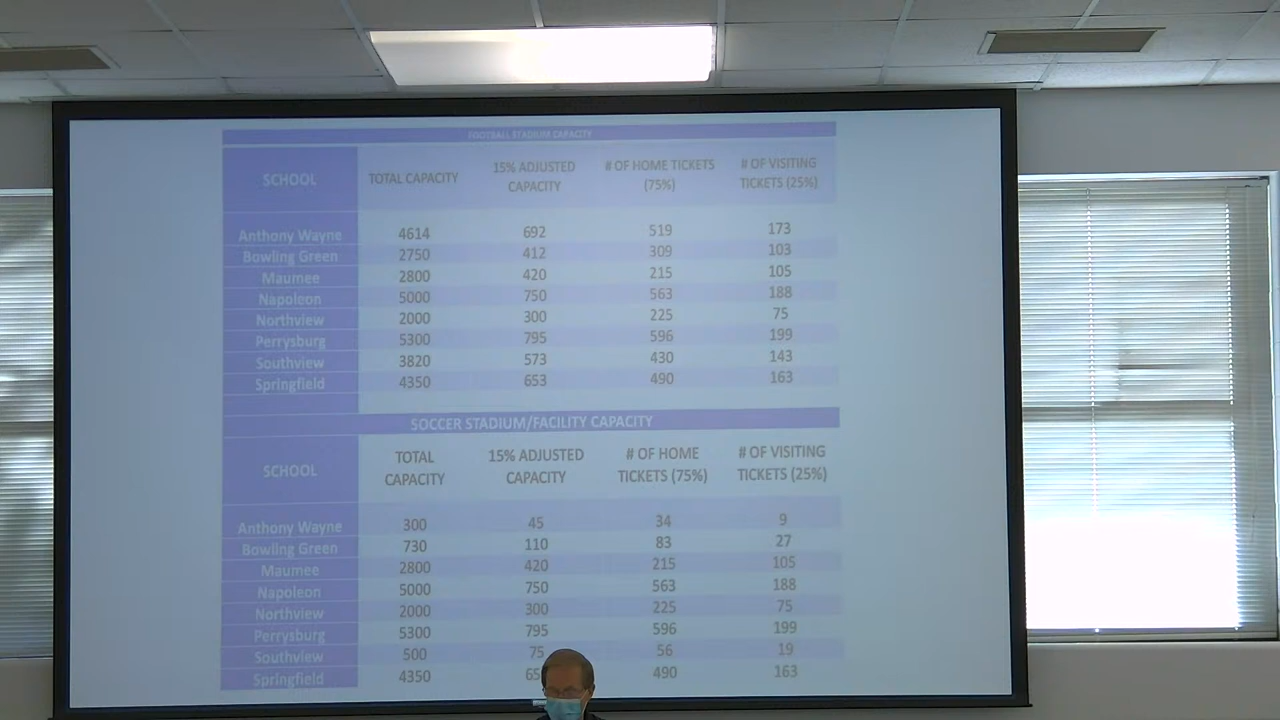 FOOTBALL STADIUM CAPACITY
SCHOOL TOTAL CAPACITY 15% ADJUSTED CAPACITY # OF HOME TICKETS (75%) # OF VISITING TICKETS (25%)
Anthony Wayne 4614 692 519 173
Bowling Green 2750 412 309 103
Maumee 2800 420 215 105
Napoleon 5000 750 563 188
Northview 2000 300 225 75
Perrysburg 5300 795 596 199
Southview 3820 573 430 143
Springfield 4350 653 490 163
SOCCER STADIUM/FACILITY CAPACITY
SCHOOL TOTAL CAPACITY 15% ADJUSTED CAPACITY # OF HOME TICKETS (75%) # OF VISITING TICKETS (25%)
Anthony Wayne 300 45 34 9
Bowling Green 730 110 83 27
Maumee 2800 420 215 105
Napoleon 5000 750 563 188
Northview 2000 300 225 75
Perrysburg 5300 795 596 199
Southview 500 75 56 19
Springfield 4350 490 163